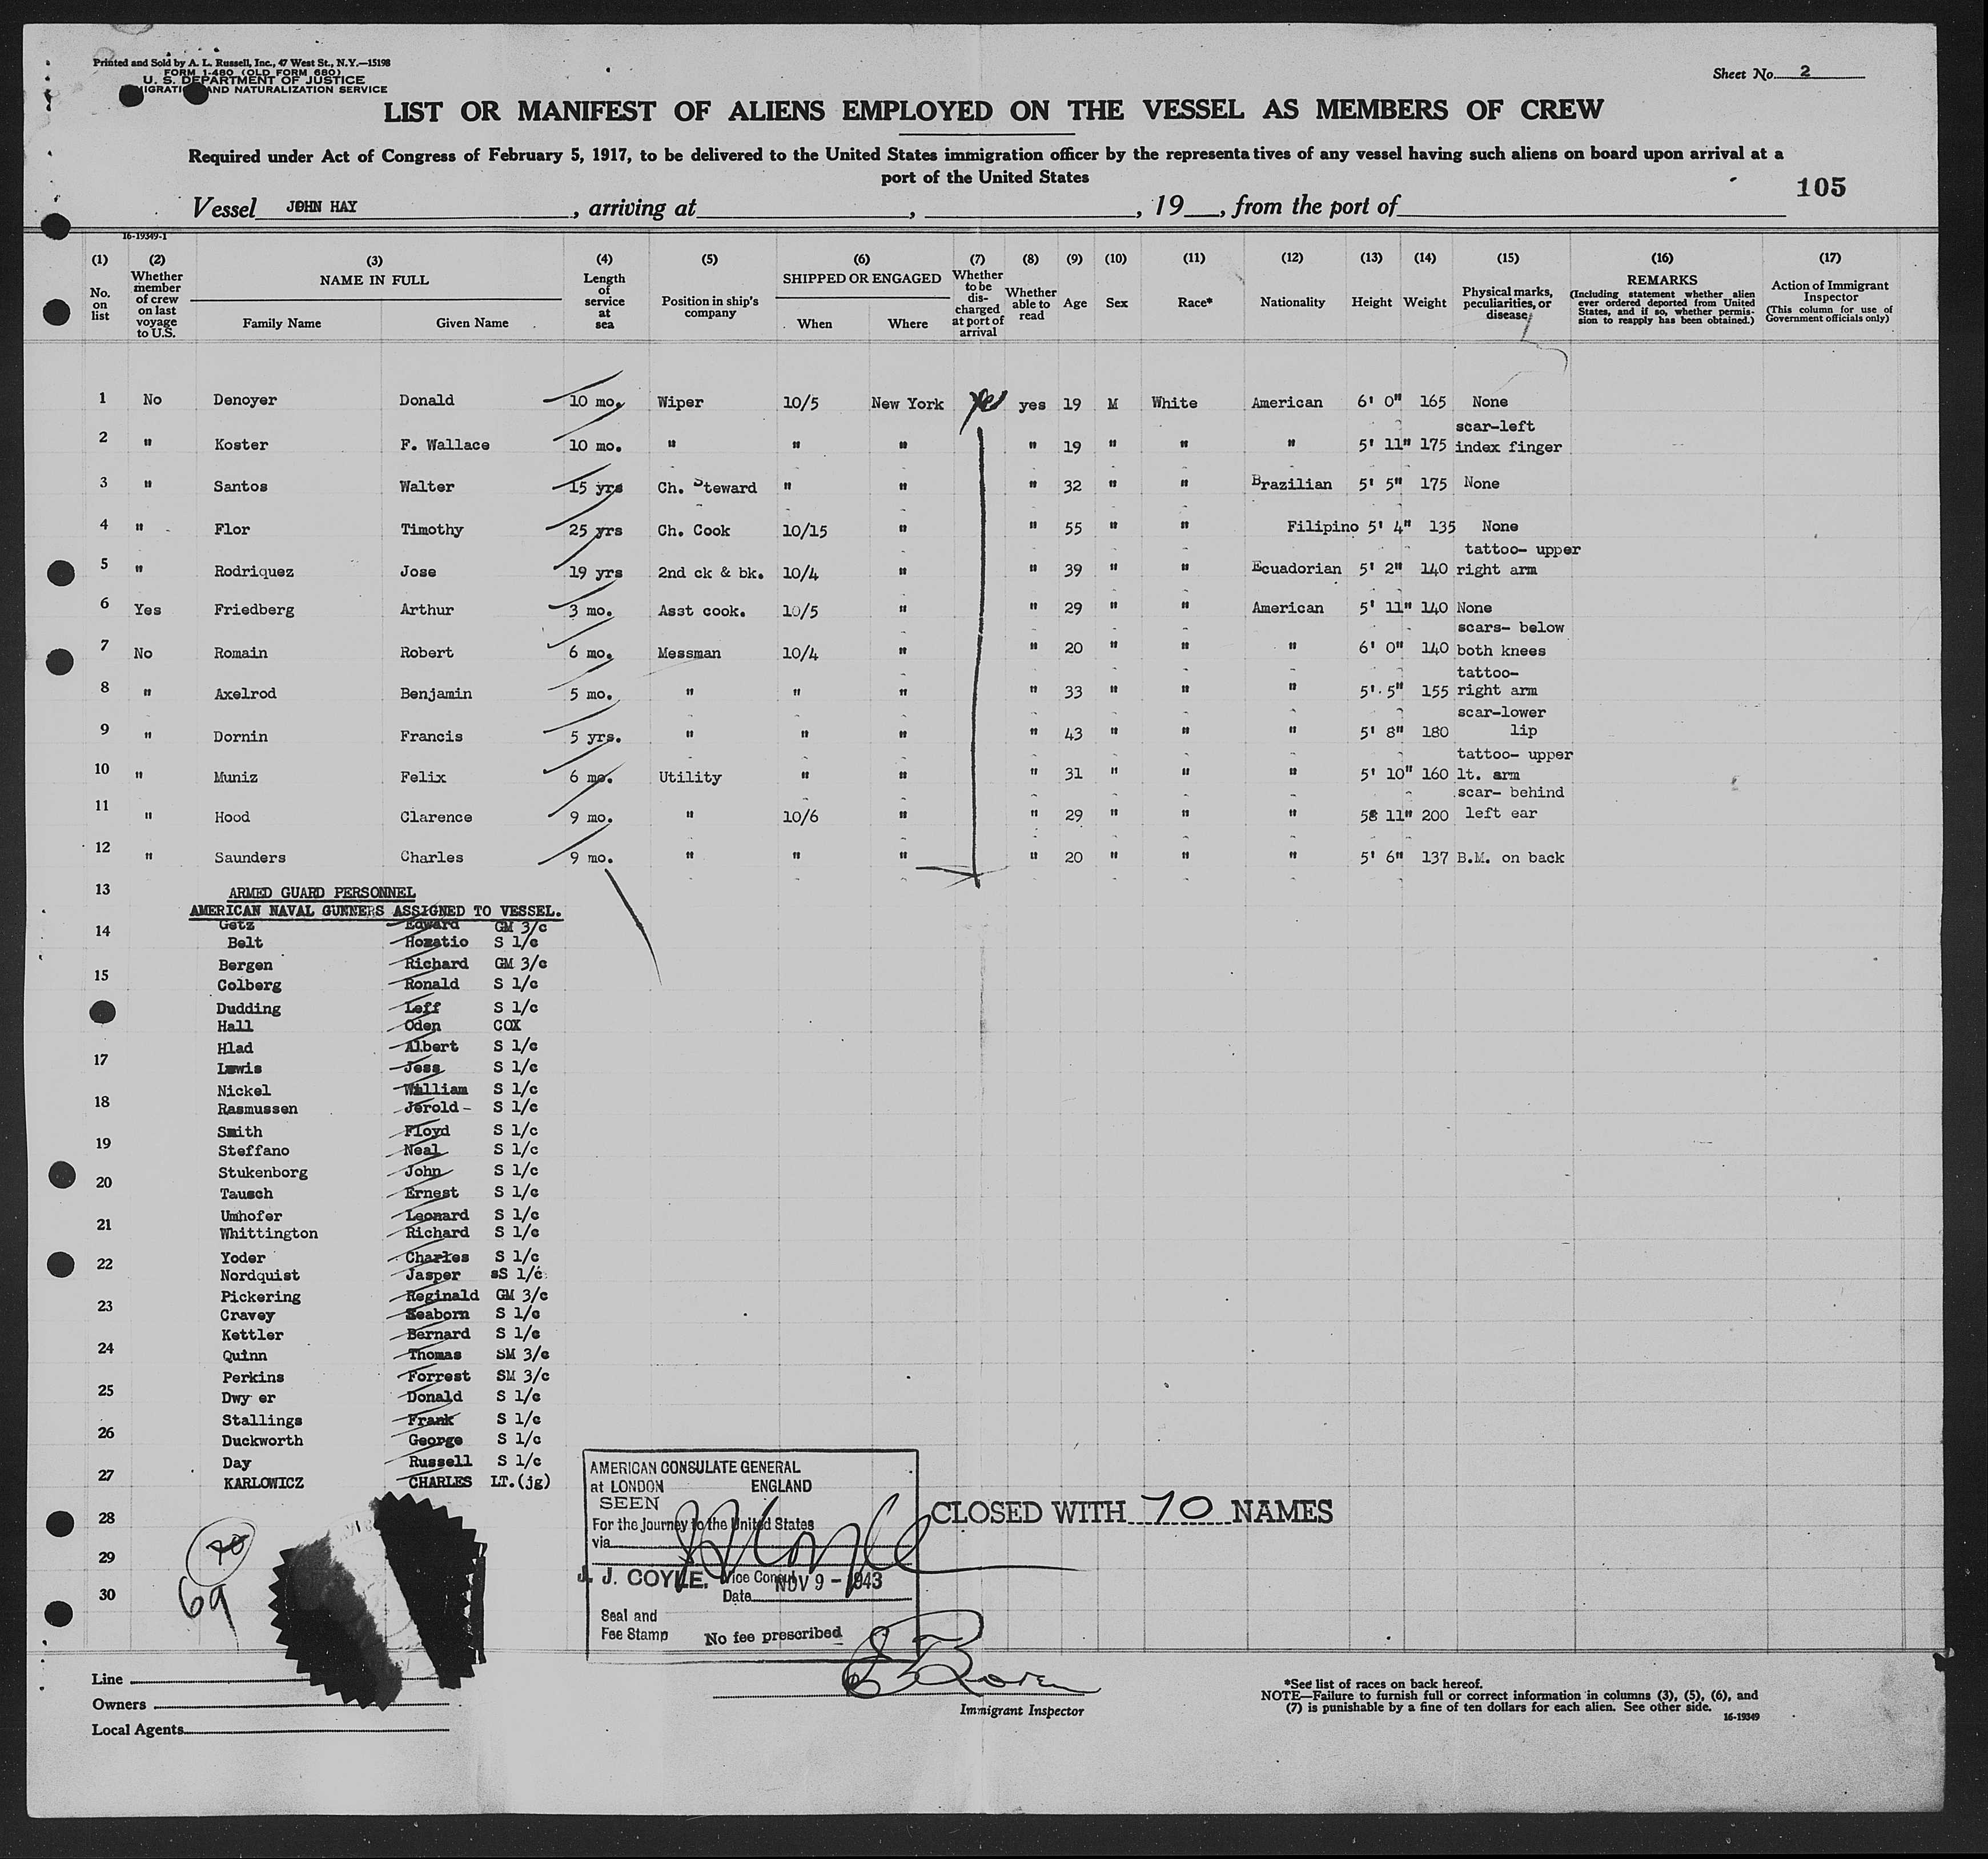 Printed and Sold by A. L. Russell, Inc., 47 West St., N.Y.—15198
FORM 1-480 (OLD FORM 680)
U. S. DEPARTMENT OF JUSTICE
IGRATI AND NATURALIZATION SERVICE
Sheet No. 2
LIST OR MANIFEST OF ALIENS EMPLOYED ON THE VESSEL AS MEMBERS OF CREW
Required under Act of Congress of February 5, 1917, to be delivered to the United States immigration officer by the representatives of any vessel having such aliens on board upon arrival at a
port of the United States
105
Vessel JOHN HAY, arriving at , , 19 , from the port of
16-19349-1
(1) No. on list
(2) Whether member of crew on last voyage to U.S.
(3) NAME IN FULL Family Name Given Name
(4) Length of service at sea
(5) Position in ship's company
(6) SHIPPED OR ENGAGED When Where
(7) Whether to be dis-charged at port of arrival
(8) Whether able to read
(9) Age
(10) Sex
(11) Race*
(12) Nationality
(13) Height
(14) Weight
(15) Physical marks, peculiarities, or disease
(16) REMARKS (Including statement whether alien ever ordered deported from United States, and if so, whether permis-sion to reapply has been obtained.)
(17) Action of Immigrant Inspector (This column for use of Government officials only)
1 No Denoyer Donald 10 mo. Wiper 10/5 New York yes yes 19 M White American 6' 0" 165 None
2 " Koster F. Wallace 10 mo. " " " " 19 " " " 5' 11" 175 scar-left index finger
3 " Santos Walter 15 yrs Ch. Steward " " " 32 " " Brazilian 5' 5" 175 None
4 " Flor Timothy 25 yrs Ch. Cook 10/15 " " 55 " " Filipino 5' 4" 135 None
5 " Rodriquez Jose 19 yrs 2nd ck & bk. 10/4 " " 39 " " Ecuadorian 5' 2" 140 tattoo- upper right arm
6 Yes Friedberg Arthur 3 mo. Asst cook. 10/5 " " 29 " " American 5' 11" 140 None
7 No Romain Robert 6 mo. Messman 10/4 " " 20 " " " 6' 0" 140 scars- below both knees
8 " Axelrod Benjamin 5 mo. " " " " 33 " " " 5'. 5" 155 tattoo- right arm
9 " Dornin Francis 5 yrs. " " " " 43 " " " 5' 8" 180 scar-lower lip
10 " Muniz Felix 6 mo. Utility " " " 31 " " " 5' 10" 160 tattoo- upper lt. arm
11 " Hood Clarence 9 mo. " 10/6 " " 29 " " " 58 11" 200 scar- behind left ear
12 " Saunders Charles 9 mo. " " " " 20 " " " 5' 6" 137 B.M. on back
13 ARMED GUARD PERSONNEL
AMERICAN NAVAL GUNNERS ASSIGNED TO VESSEL.
Getz Edward GM 3/c
14 Belt Horatio S 1/c
Bergen Richard GM 3/c
15 Colberg Ronald S 1/c
Dudding Leff S 1/c
Hall Oden COX
Hlad Albert S 1/c
17 Lewis Jess S 1/c
Nickel William S 1/c
18 Rasmussen Jerold- S 1/c
Smith Floyd S 1/c
19 Steffano Neal S 1/c
Stukenborg John S 1/c
20 Tausch Ernest S 1/c
Umhofer Leonard S 1/c
21 Whittington Richard S 1/c
Yoder Charles S 1/c
22 Nordquist Jasper sS 1/c
Pickering Reginald GM 3/c
23 Cravey Seaborn S 1/c
Kettler Bernard S 1/c
24 Quinn Thomas SM 3/c
Perkins Forrest SM 3/c
25 Dwy er Donald S 1/c
Stallings Frank S 1/c
26 Duckworth George S 1/c
Day Russell S 1/c
27 KARLOWICZ CHARLES LT.(jg)
28
29
30
70
69
AMERICAN CONSULATE GENERAL
at LONDON ENGLAND
SEEN
For the journey to the United States
via
J. J. COYLE. Vice Consul
Date NOV 9 - 1943
Seal and
Fee Stamp No fee prescribed
CLOSED WITH 70 NAMES
Line
Owners
Local Agents
Immigrant Inspector
*See list of races on back hereof.
NOTE—Failure to furnish full or correct information in columns (3), (5), (6), and
(7) is punishable by a fine of ten dollars for each alien. See other side.
16-19349